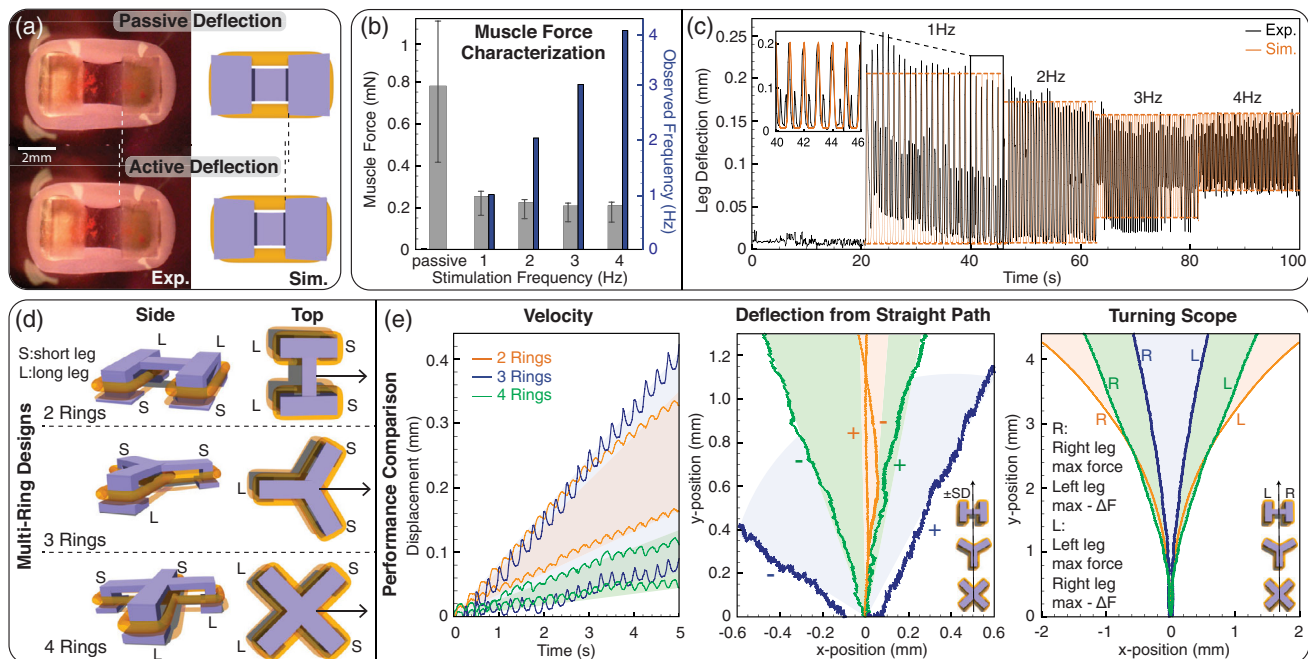 (a)
Passive Deflection
2mm
Active Deflection
Exp.
Sim.
(b)
Muscle Force
Characterization
Muscle Force (mN)
1
0.8
0.6
0.4
0.2
0
passive 1 2 3 4
Stimulation Frequency (Hz)
4
3
2
1
0
Observed Frequency (Hz)
(c)
Leg Deflection (mm)
0.25
0.20
0.15
0.1
0.05
0
0.2
0.1
0
40 42 44 46
1Hz
2Hz
3Hz
4Hz
Exp.
Sim.
0 20 40 60 80 100
Time (s)
(d)
Side
Top
Multi-Ring Designs
S:short leg
L:long leg
L
L
S
S
2 Rings
L
S
L
S
S
S
L
3 Rings
S
L
S
S
S
L
L
4 Rings
L
S
L
S
(e)
Performance Comparison
Velocity
2 Rings
3 Rings
4 Rings
Displacement (mm)
0.4
0.3
0.2
0.1
0
0 1 2 3 4 5
Time (s)
Deflection from Straight Path
y-position (mm)
1.2
1.0
0.8
0.6
0.4
0.2
0
+
-
-
+
+
-
±SD
-0.6 -0.4 -0.2 0 0.2 0.4 0.6
x-position (mm)
Turning Scope
y-position (mm)
4
3
2
1
0
R
L
R
L
R
L
R:
Right leg
max force
Left leg
max - ΔF
L:
Left leg
max force
Right leg
max - ΔF
L R
-2 -1 0 1 2
x-position (mm)